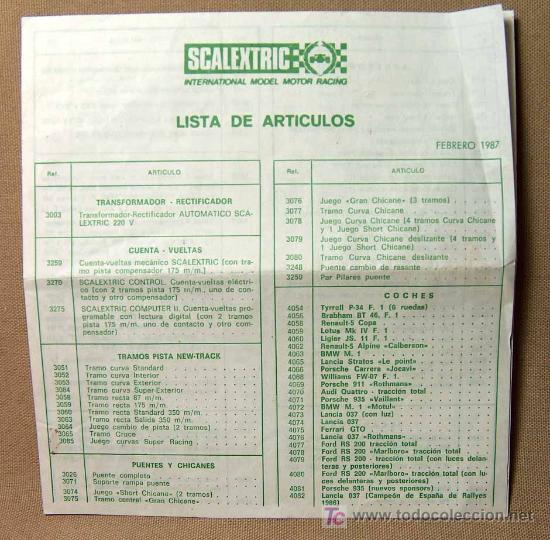 SCALEXTRIC
INTERNATIONAL MODEL MOTOR RACING
LISTA DE ARTICULOS
FEBRERO 1987
Ref. ARTICULO
TRANSFORMADOR - RECTIFICADOR
3003 Transformador-Rectificador AUTOMATICO SCA-
LEXTRIC 220 V
CUENTA - VUELTAS
3259 Cuenta-vueltas mecánico SCALEXTRIC [con tra-
mo pista compensador 175 m/m.]
3270 SCALEXTRIC CONTROL. Cuenta-vueltas eléctri-
co (con 2 tramos pista 175 m/m., uno de con-
tacto y otro compensador)
3275 SCALEXTRIC COMPUTER II. Cuenta-vueltas pro-
gramable con lectura digital (con 2 tramos
pista 175 m/m. uno de contacto y otro com-
pensador)
TRAMOS PISTA NEW-TRACK
3051 Tramo curva Standard
3052 Tramo curva Interior
3053 Tramo curva Exterior
3084 Tramo curva Super-Exterior
3058 Tramo recta 87 m/m.
3059 Tramo recta 175 m/m
3060 Tramo recta Standard 350 m/m.
3063 Tramo recta Salida 350 m/m.
3064 Juego cambio de pista (2 tramos)
3065 Tramo Cruce
3085 Juego curvas Super Racing
PUENTES Y CHICANES
3026 Puente completo
3071 Soporte rampa puente
3074 Juego «Short Chicane» (2 tramos)
3075 Tramo central «Gran Chicane»
Ref. ARTICULO
3076 Juego «Gran Chicane» (3 tramos)
3077 Tramo Curva Chicane
3078 Juego Curva Chicane (4 tramos Curva Chicane
y 1 Juego Short Chicane)
3079 Juego Curva Chicane deslizante (4 tramos y
1 Juego Short Chicane)
3080 Tramo Curva Chicane deslizante
3248 Puente cambio de rasante
3250 Par Pilares puente
COCHES
4054 Tyrrell P-34 F. 1 (6 ruedas)
4056 Brabham BT 46, F. 1
4058 Renault-5 Copa
4059 Lotus Mk IV F. 1
4060 Ligier JS. 11 F. 1
4062 Renault-5 Alpine «Calberson»
4063 BMW M. 1
4065 Lancia Stratos «Le point»
4066 Porsche Carrera «Jocavi»
4068 Williams FW-07 F. 1
4069 Porsche 911 «Rothmans»
4070 Audi Quattro - tracción total
4071 Porsche 935 «Vaillant»
4072 BMW M. 1 «Motul»
4073 Lancia 037 (con luz)
4074 Lancia 037
4075 Ferrari GTO
4076 Lancia 037 «Rothmans»
4077 Ford RS 200 tracción total
4078 Ford RS 200 «Marlboro» tracción total
4079 Ford RS 200 - tracción total (con luces delan-
teras y posteriores)
4080 Ford RS 200 «Marlboro» tracción total (con lu-
ces delanteras y posteriores)
4081 Porsche 935 (nuevos sponsors)
4082 Lancia 037 (Campeón de España de Rallyes
1986)
TC www.todocoleccion.net